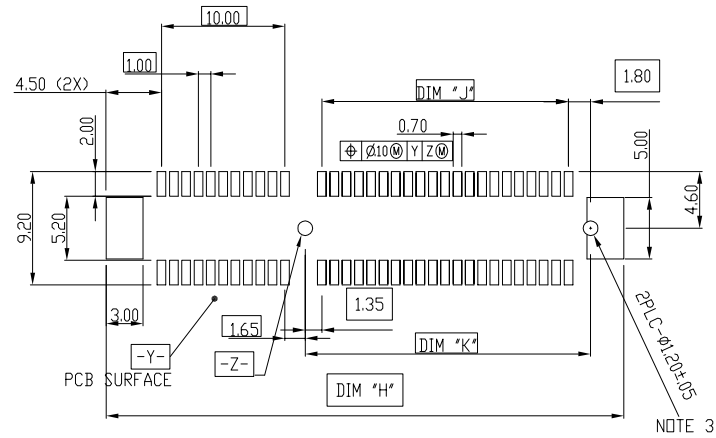 10.00
1.00
4.50 (2X)
DIM "J"
1.80
2.00
0.70
⌖ Ø.10Ⓜ Y ZⓂ
5.00
9.20
5.20
4.60
3.00
1.65
1.35
-Y-
-Z-
DIM "K"
2PLC-Ø1.20±.05
PCB SURFACE
DIM "H"
NOTE 3